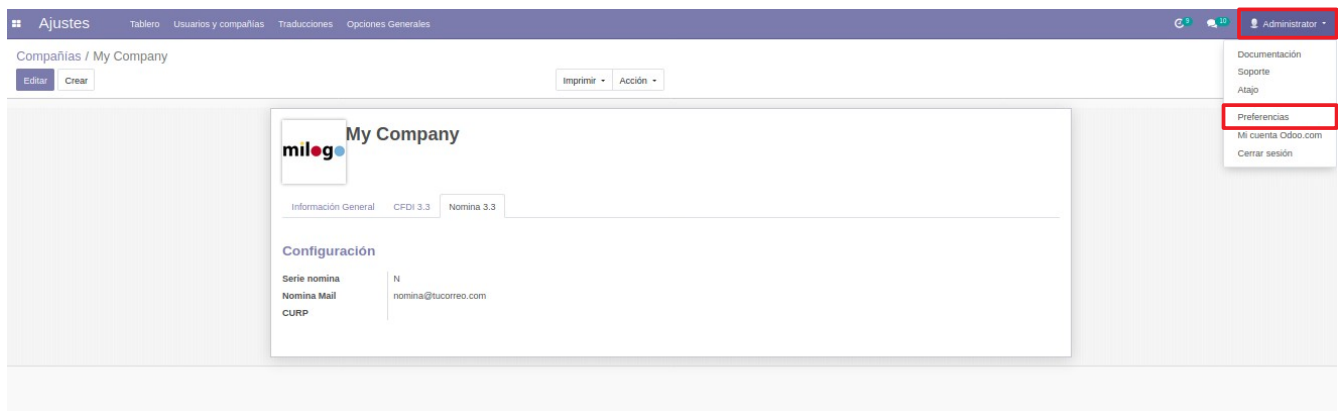 Ajustes Tablero Usuarios y compañías Traducciones Opciones Generales 5 10 Administrator
Compañías / My Company
Editar Crear Imprimir Acción
Documentación
Soporte
Atajo
Preferencias
Mi cuenta Odoo.com
Cerrar sesión
milogo
My Company
Información General CFDI 3.3 Nomina 3.3
Configuración
Serie nomina N
Nomina Mail nomina@tucorreo.com
CURP